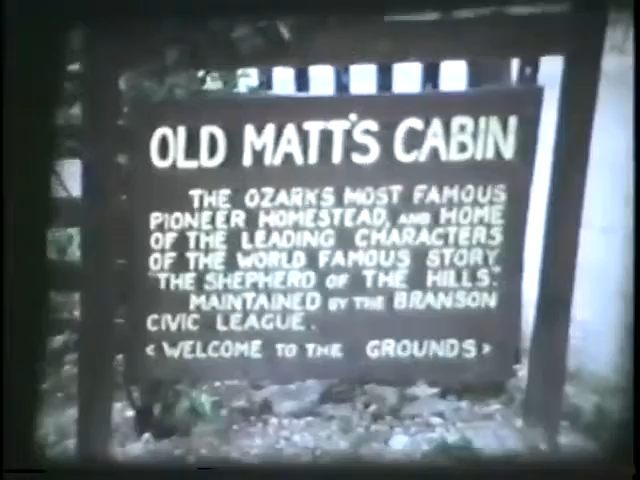 OLD MATT'S CABIN
THE OZARKS MOST FAMOUS
PIONEER HOMESTEAD, AND HOME
OF THE LEADING CHARACTERS
OF THE WORLD FAMOUS STORY
"THE SHEPHERD OF THE HILLS."
MAINTAINED BY THE BRANSON
CIVIC LEAGUE.
< WELCOME TO THE GROUNDS >